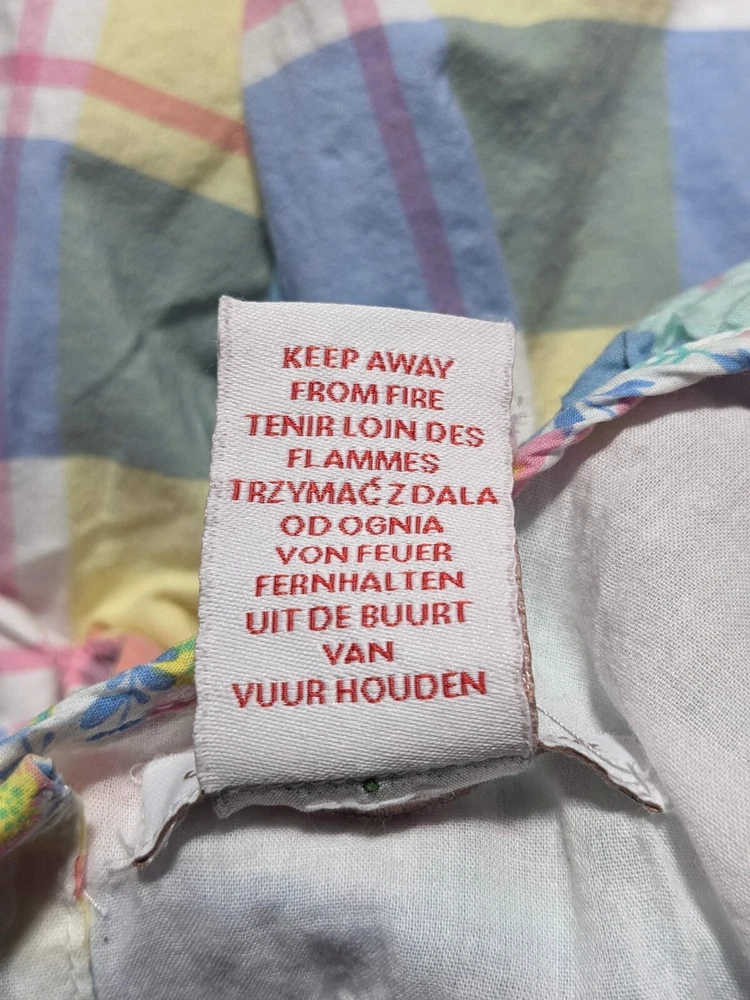 KEEP AWAY
FROM FIRE
TENIR LOIN DES
FLAMMES
TRZYMAĆ Z DALA
OD OGNIA
VON FEUER
FERNHALTEN
UIT DE BUURT
VAN
VUUR HOUDEN